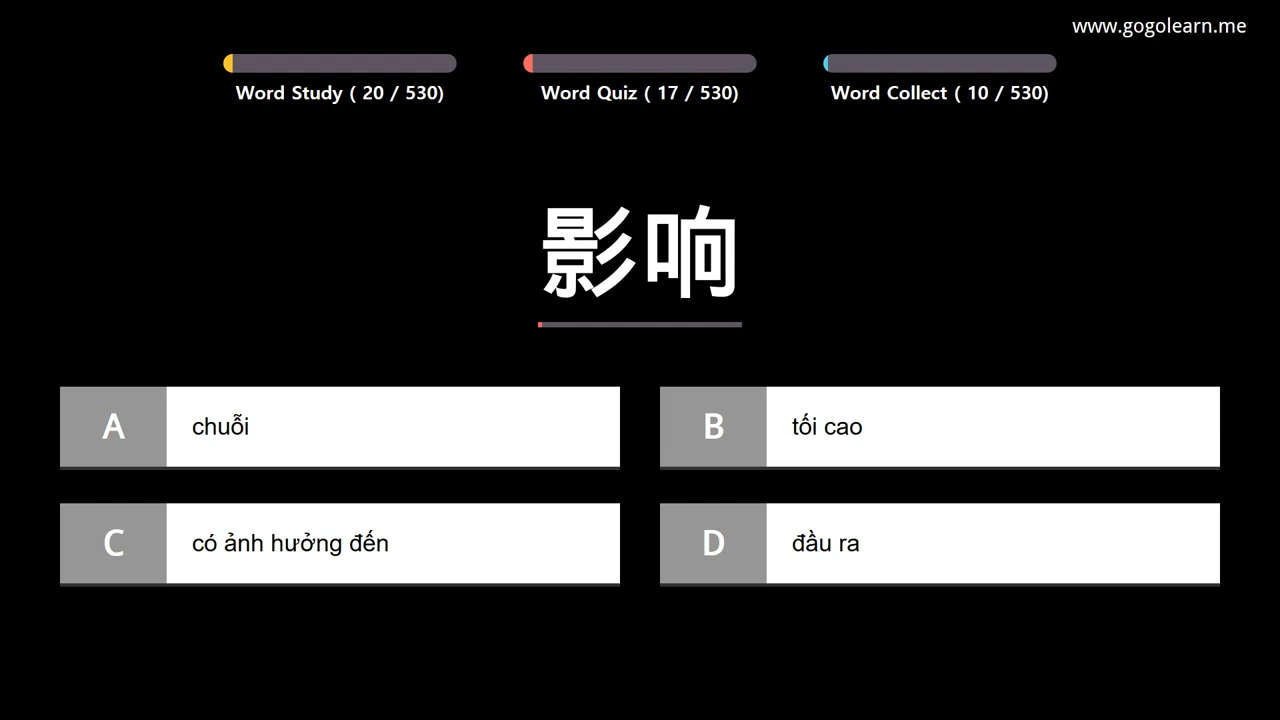 www.gogolearn.me
Word Study ( 20 / 530)
Word Quiz ( 17 / 530)
Word Collect ( 10 / 530)
影响
A chuỗi
B tối cao
C có ảnh hưởng đến
D đầu ra